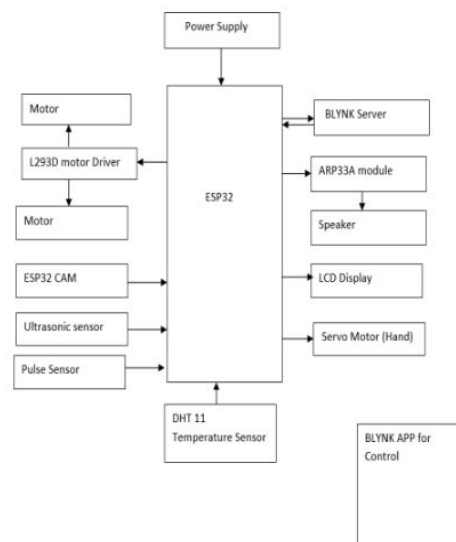 Power Supply
Motor
BLYNK Server
L293D motor Driver
ARP33A module
ESP32
Motor
Speaker
ESP32 CAM
LCD Display
Ultrasonic sensor
Servo Motor (Hand)
Pulse Sensor
DHT 11
Temperature Sensor
BLYNK APP for
Control